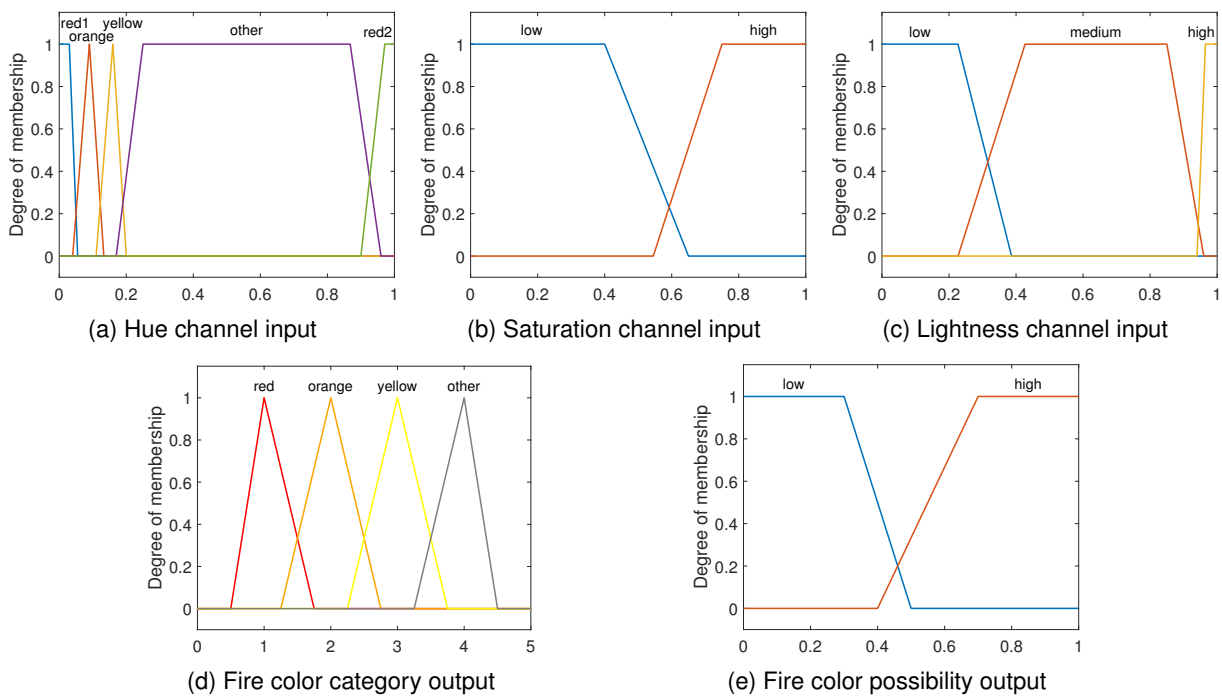 red1
orange
yellow
other
red2
Degree of membership
1
0.8
0.6
0.4
0.2
0
0 0.2 0.4 0.6 0.8 1
(a) Hue channel input
low
high
Degree of membership
1
0.8
0.6
0.4
0.2
0
0 0.2 0.4 0.6 0.8 1
(b) Saturation channel input
low
medium
high
Degree of membership
1
0.8
0.6
0.4
0.2
0
0 0.2 0.4 0.6 0.8 1
(c) Lightness channel input
red
orange
yellow
other
Degree of membership
1
0.8
0.6
0.4
0.2
0
0 1 2 3 4 5
(d) Fire color category output
low
high
Degree of membership
1
0.8
0.6
0.4
0.2
0
0 0.2 0.4 0.6 0.8 1
(e) Fire color possibility output